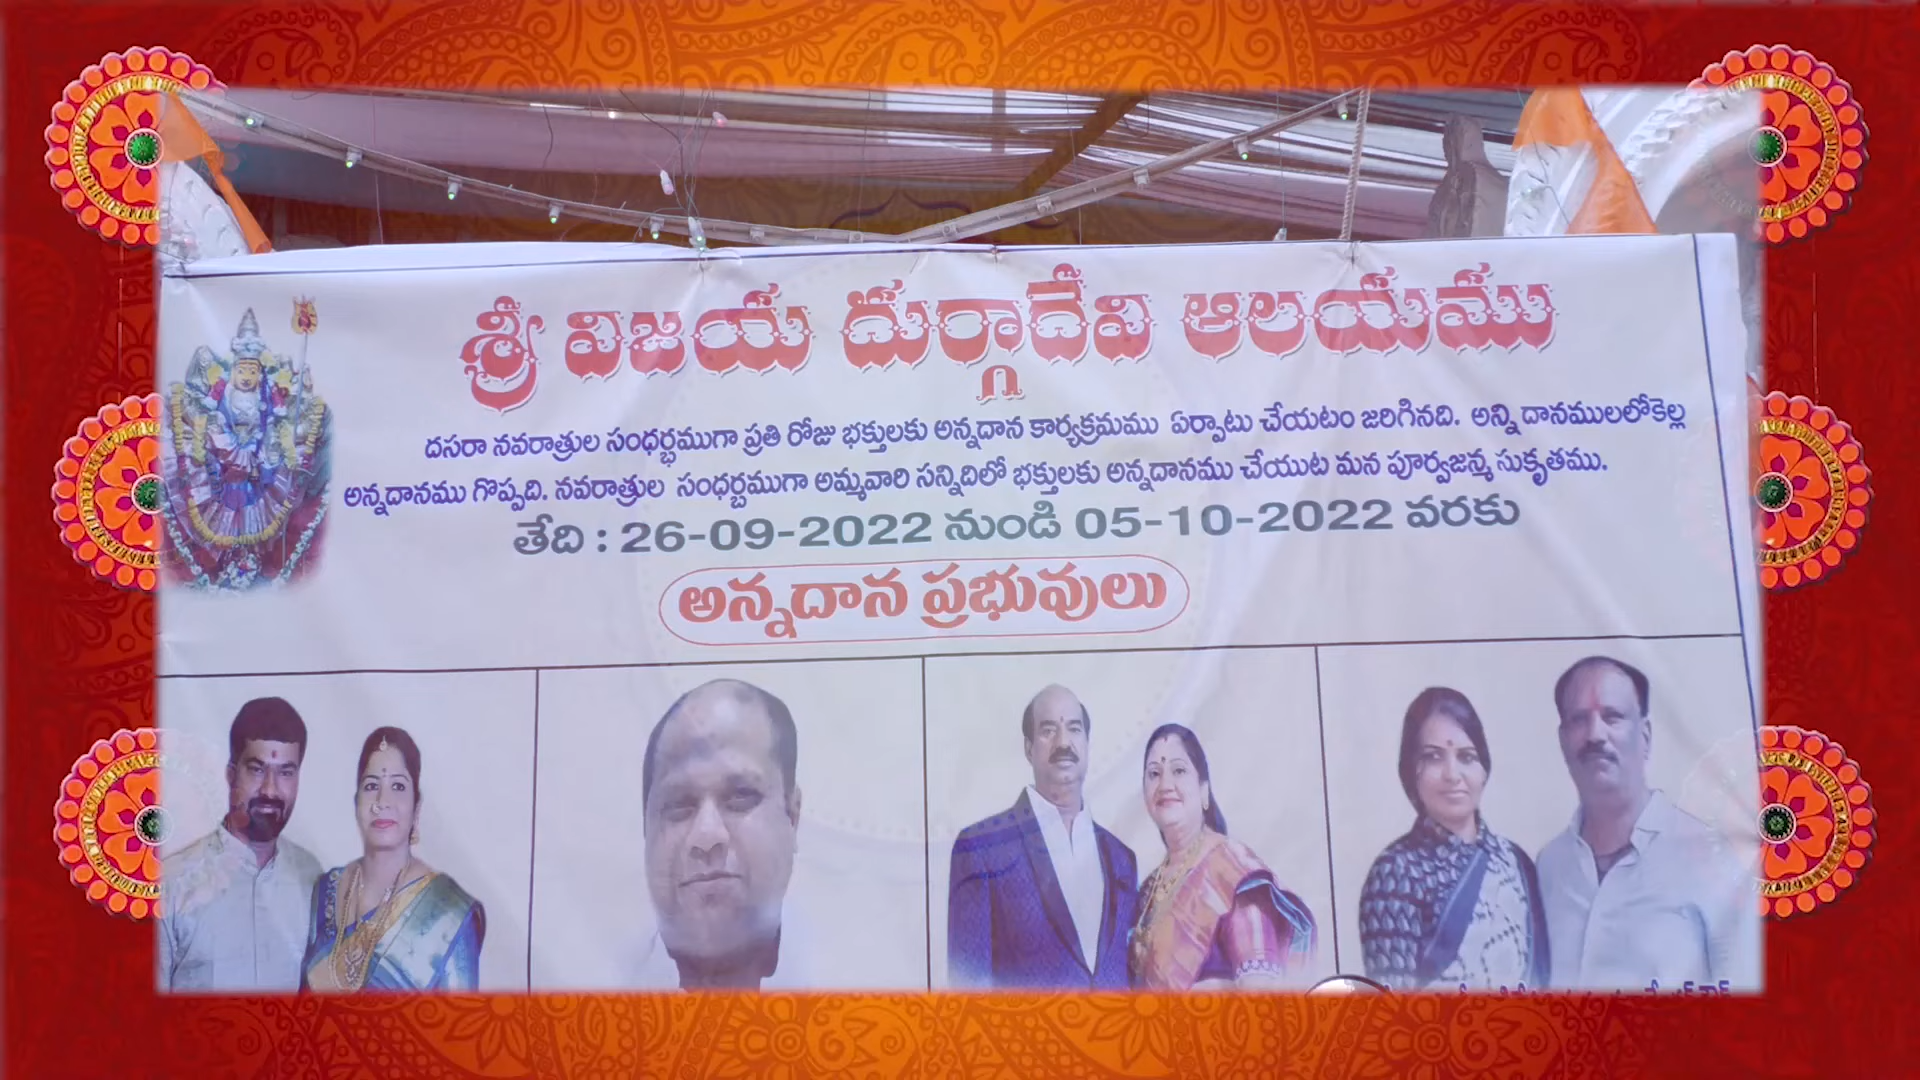 శ్రీ విజయ దుర్గాదేవి ఆలయము
దసరా నవరాత్రుల సంధర్భముగా ప్రతి రోజు భక్తులకు అన్నదాన కార్యక్రమము ఏర్పాటు చేయటం జరిగినది. అన్ని దానములలోకెల్ల
అన్నదానము గొప్పది. నవరాత్రుల సంధర్భముగా అమ్మవారి సన్నిదిలో భక్తులకు అన్నదానము చేయుట మన పూర్వజన్మ సుకృతము.
తేది : 26-09-2022 నుండి 05-10-2022 వరకు
అన్నదాన ప్రభువులు